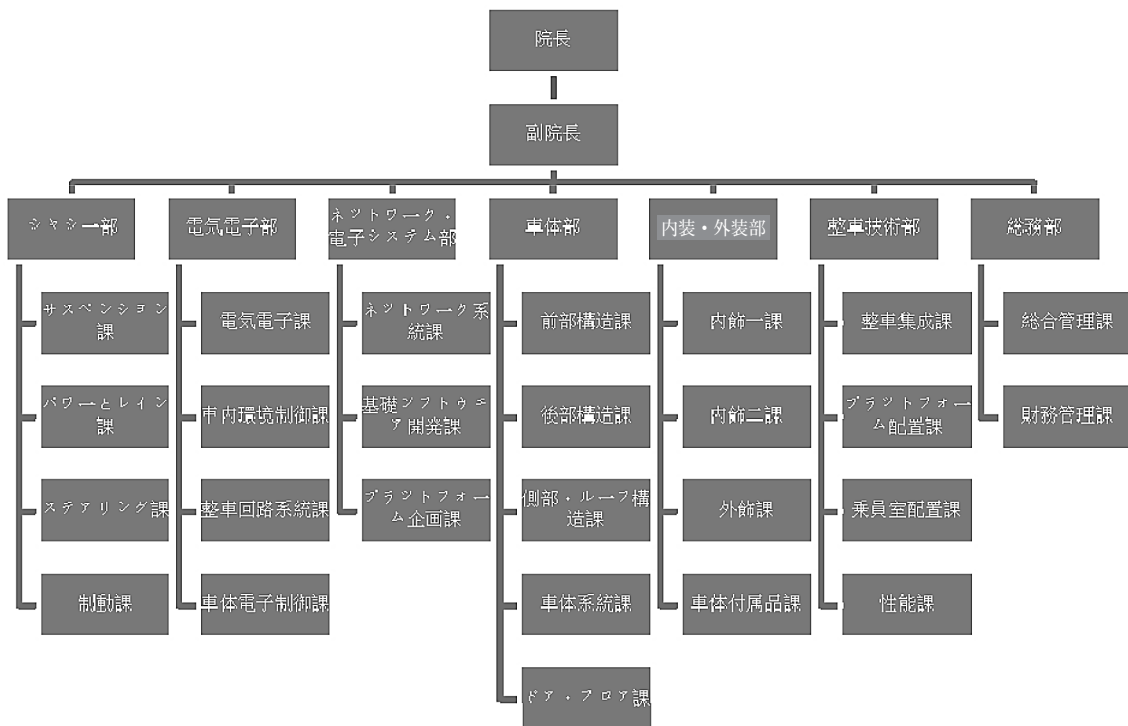 院長
副院長
シャシー部
電気電子部
ネットワーク・
電子システム部
車体部
内装・外装部
整車技術部
総務部
サスペンション
課
電気電子課
ネットワーク系
統課
前部構造課
内飾一課
整車集成課
総合管理課
パワーとレイン
課
車内環境制御課
基礎ソフトウェ
ア開発課
後部構造課
内飾二課
プラットフォー
ム配置課
財務管理課
ステアリング課
整車回路系統課
プラットフォー
ム企画課
側部・ルーフ構
造課
外飾課
乗員室配置課
制動課
車体電子制御課
車体系統課
車体付属品課
性能課
ドア・フロア課